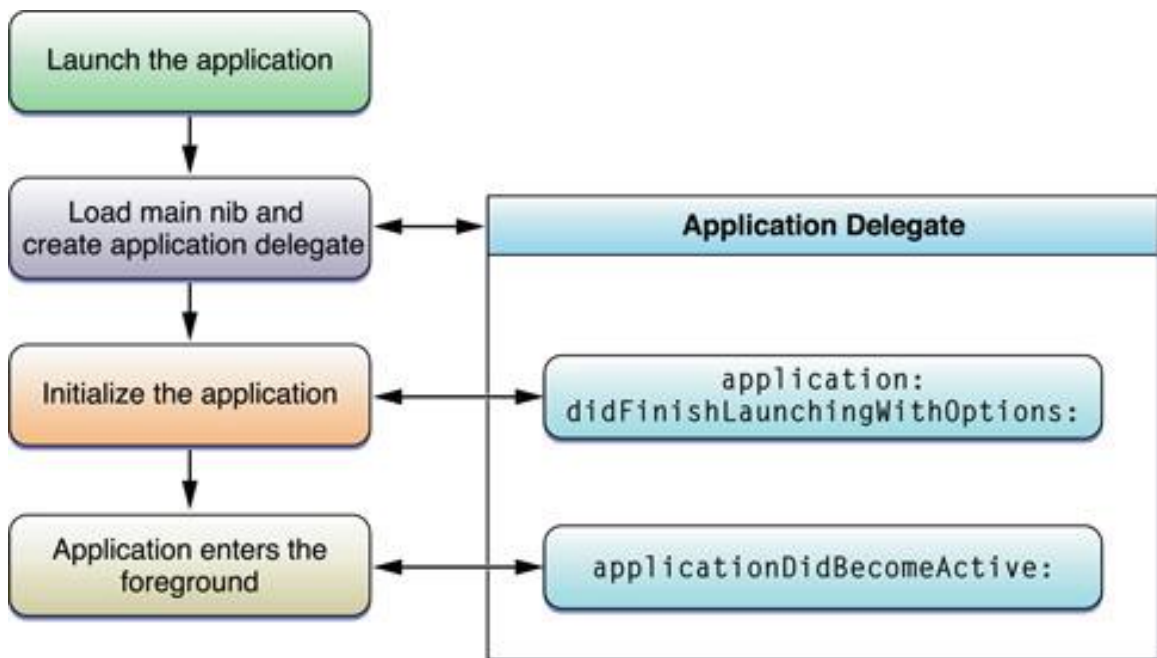 Launch the application
Load main nib and
create application delegate
Application Delegate
Initialize the application
application:
didFinishLaunchingWithOptions:
Application enters the
foreground
applicationDidBecomeActive: